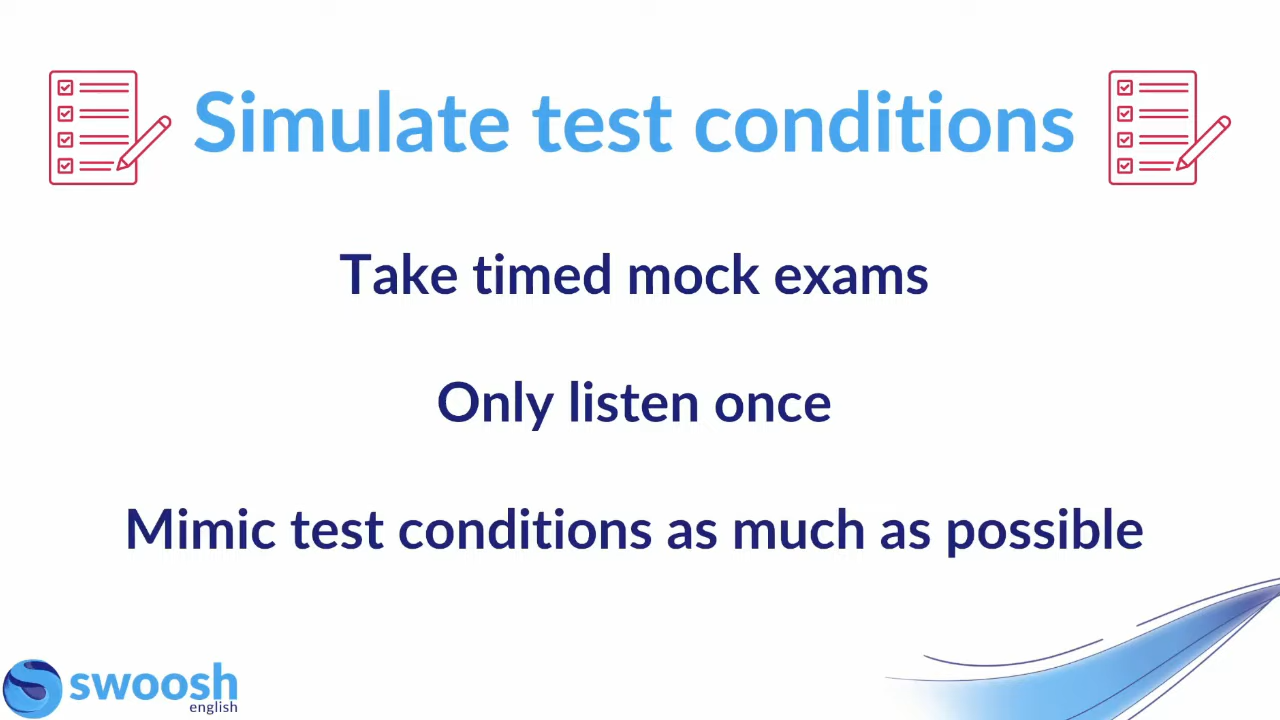 Simulate test conditions
Take timed mock exams
Only listen once
Mimic test conditions as much as possible
swoosh
english